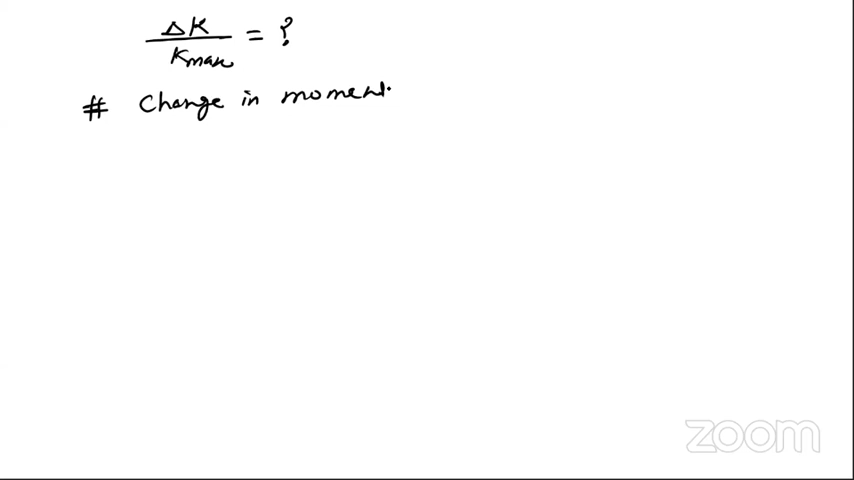 ΔK
Kmax = ?
# Change in moment
zoom